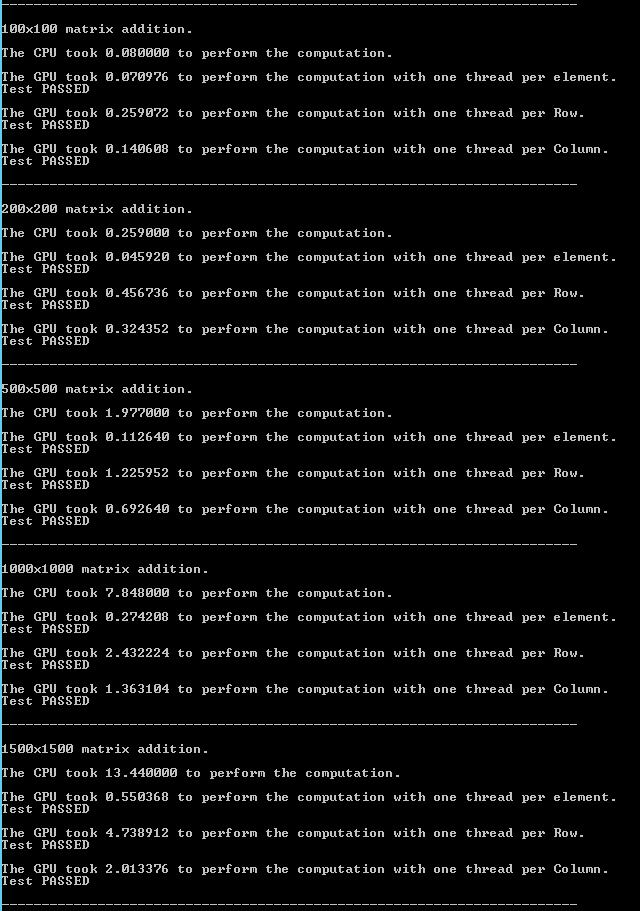 100x100 matrix addition.
The CPU took 0.080000 to perform the computation.
The GPU took 0.070976 to perform the computation with one thread per element.
Test PASSED
The GPU took 0.259072 to perform the computation with one thread per Row.
Test PASSED
The GPU took 0.140608 to perform the computation with one thread per Column.
Test PASSED
200x200 matrix addition.
The CPU took 0.259000 to perform the computation.
The GPU took 0.045920 to perform the computation with one thread per element.
Test PASSED
The GPU took 0.456736 to perform the computation with one thread per Row.
Test PASSED
The GPU took 0.324352 to perform the computation with one thread per Column.
Test PASSED
500x500 matrix addition.
The CPU took 1.977000 to perform the computation.
The GPU took 0.112640 to perform the computation with one thread per element.
Test PASSED
The GPU took 1.225952 to perform the computation with one thread per Row.
Test PASSED
The GPU took 0.692640 to perform the computation with one thread per Column.
Test PASSED
1000x1000 matrix addition.
The CPU took 7.848000 to perform the computation.
The GPU took 0.274208 to perform the computation with one thread per element.
Test PASSED
The GPU took 2.432224 to perform the computation with one thread per Row.
Test PASSED
The GPU took 1.363104 to perform the computation with one thread per Column.
Test PASSED
1500x1500 matrix addition.
The CPU took 13.440000 to perform the computation.
The GPU took 0.550368 to perform the computation with one thread per element.
Test PASSED
The GPU took 4.738912 to perform the computation with one thread per Row.
Test PASSED
The GPU took 2.013376 to perform the computation with one thread per Column.
Test PASSED